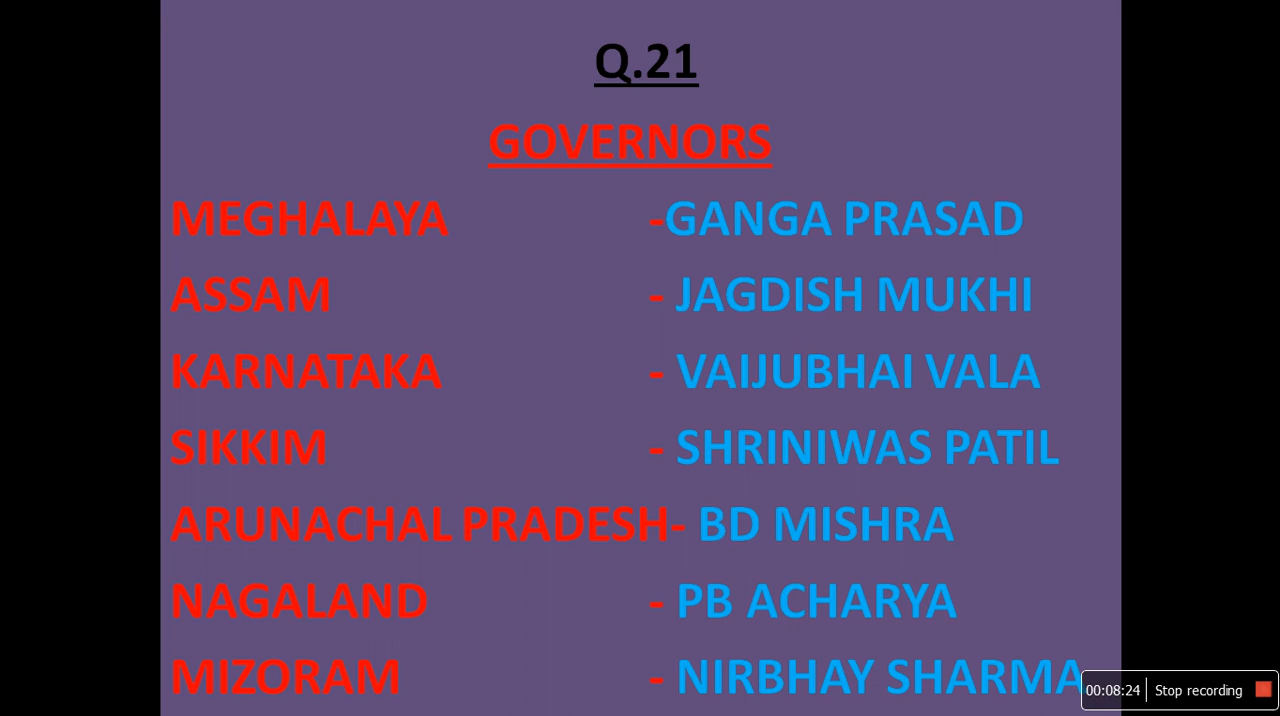 Q.21
GOVERNORS
MEGHALAYA -GANGA PRASAD
ASSAM - JAGDISH MUKHI
KARNATAKA - VAIJUBHAI VALA
SIKKIM - SHRINIWAS PATIL
ARUNACHAL PRADESH- BD MISHRA
NAGALAND - PB ACHARYA
MIZORAM - NIRBHAY SHARMA
00:08:24 Stop recording